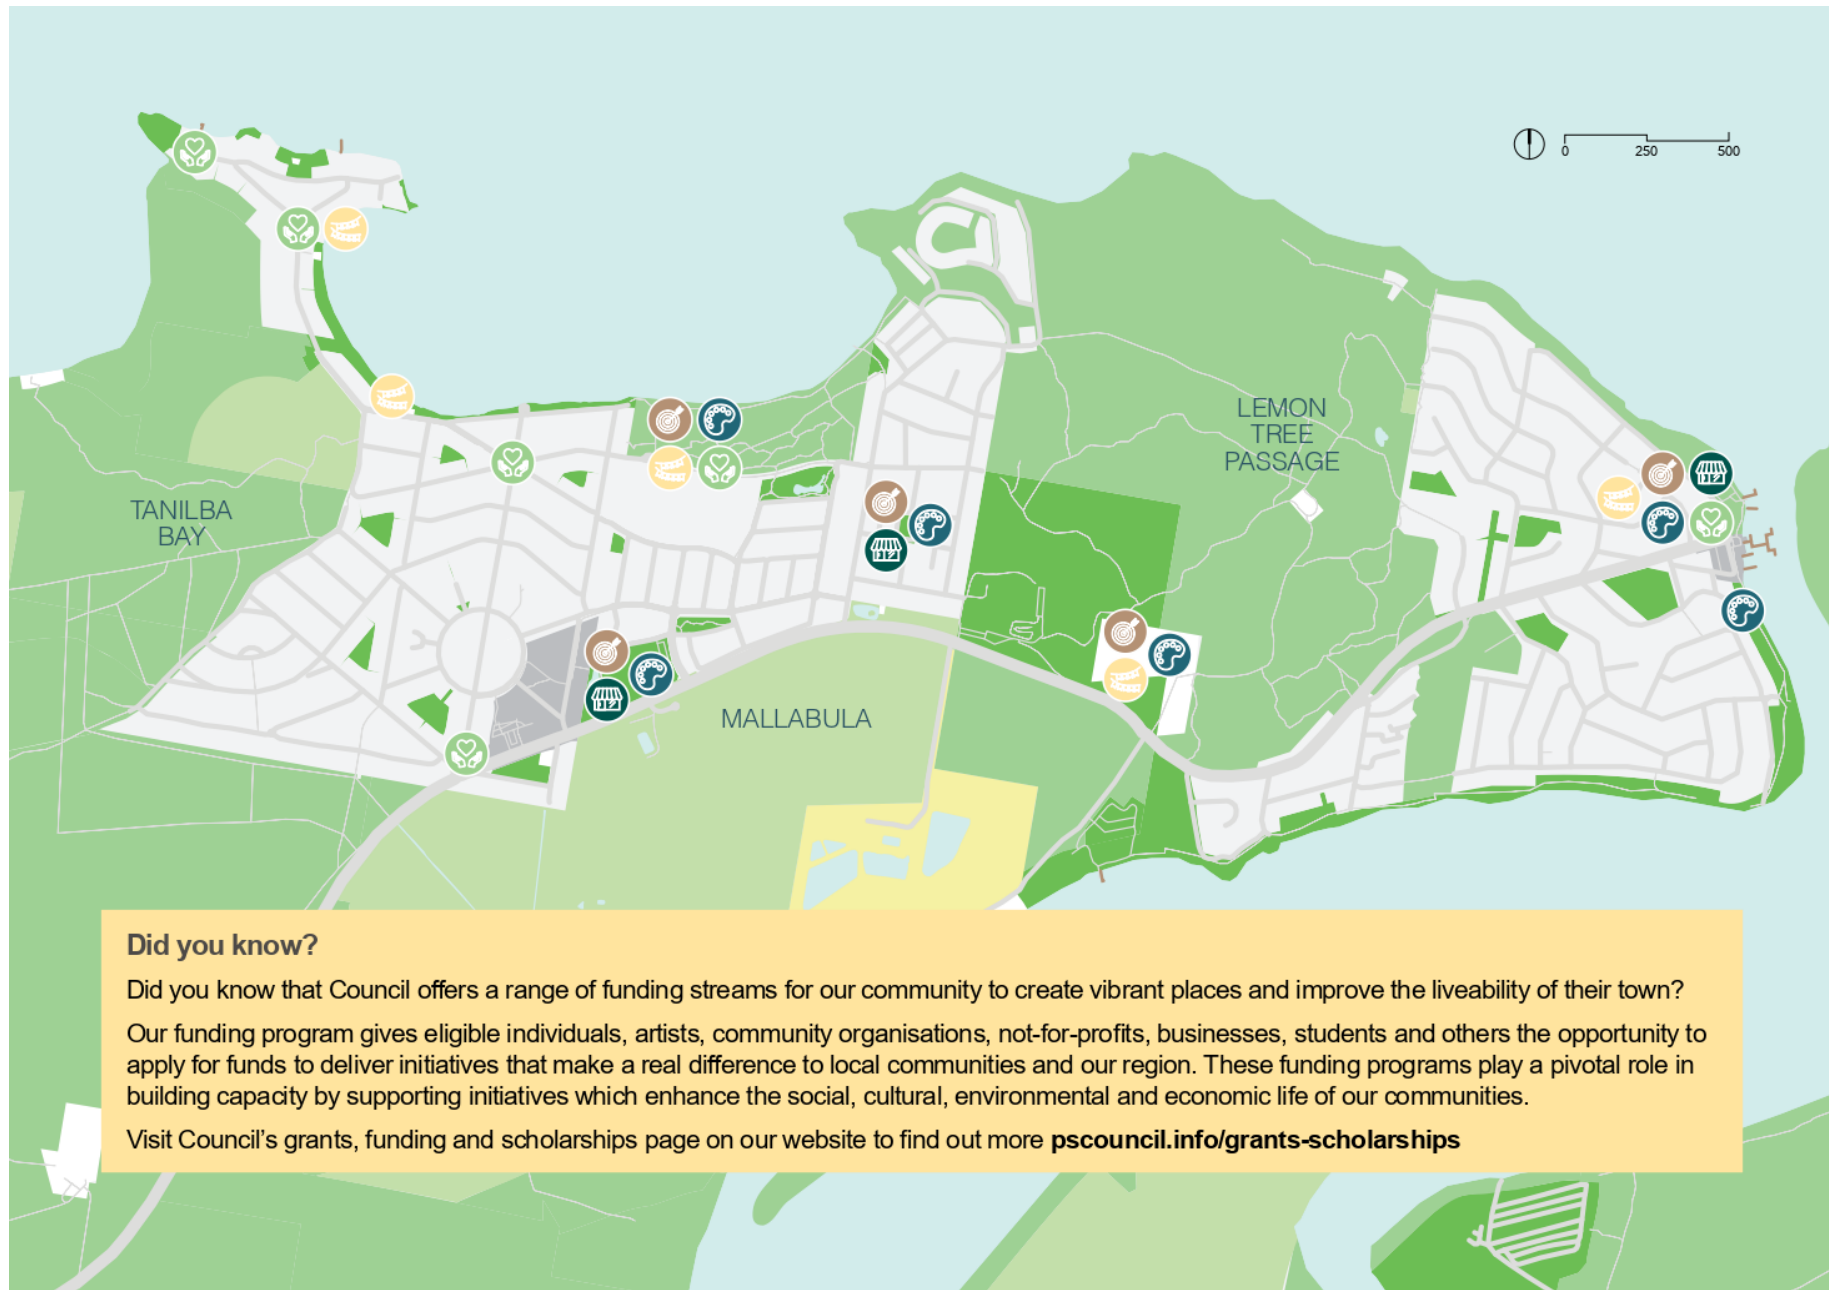 0 250 500
LEMON
TREE
PASSAGE
TANILBA
BAY
MALLABULA
Did you know?
Did you know that Council offers a range of funding streams for our community to create vibrant places and improve the liveability of their town?
Our funding program gives eligible individuals, artists, community organisations, not-for-profits, businesses, students and others the opportunity to
apply for funds to deliver initiatives that make a real difference to local communities and our region. These funding programs play a pivotal role in
building capacity by supporting initiatives which enhance the social, cultural, environmental and economic life of our communities.
Visit Council's grants, funding and scholarships page on our website to find out more pscouncil.info/grants-scholarships